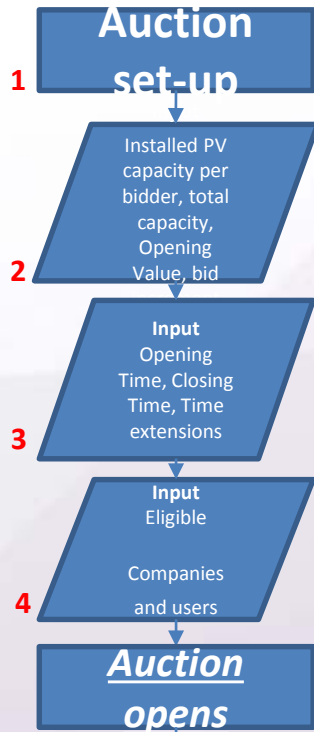 Auction
set-up
1
Installed PV
capacity per
bidder, total
capacity,
Opening
Value, bid
2
Input
Opening
Time, Closing
Time, Time
extensions
3
Input
Eligible
Companies
and users
4
Auction
opens